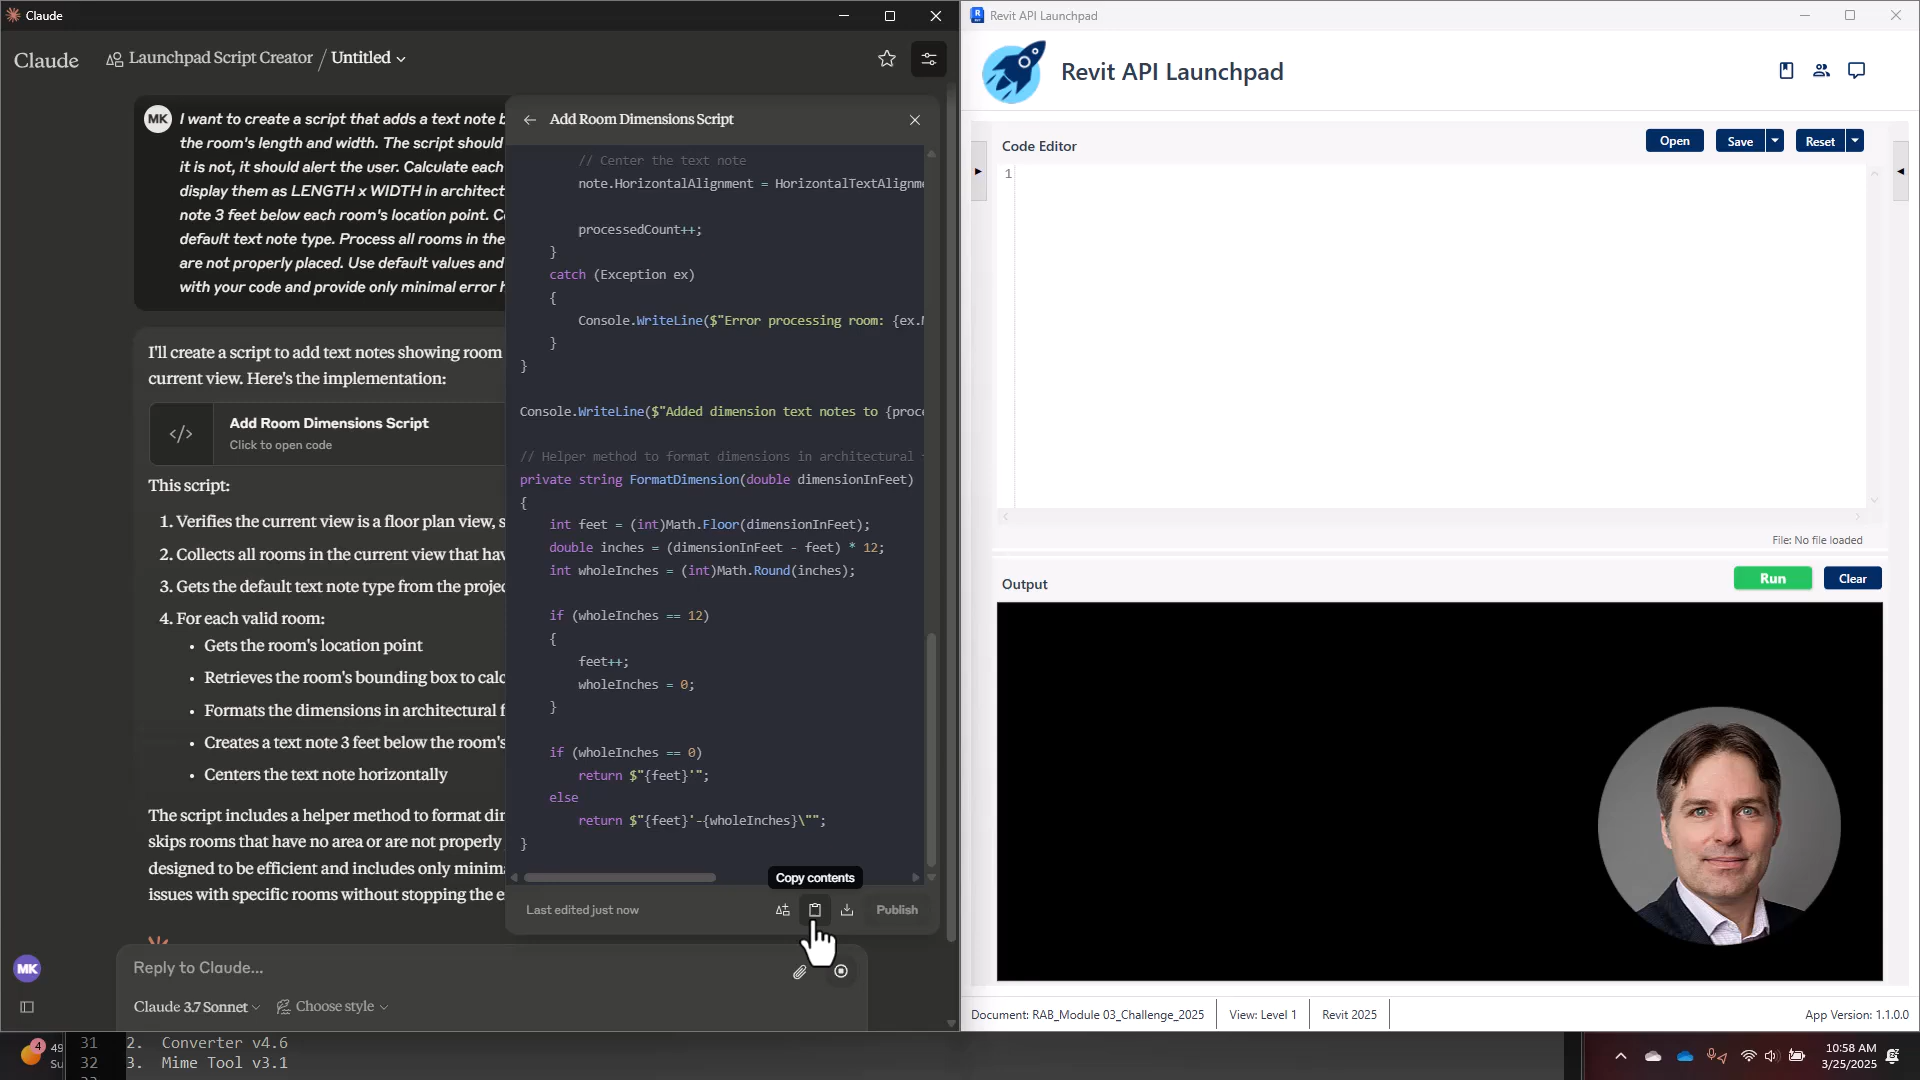 Claude
Claude
Launchpad Script Creator / Untitled
MK
I want to create a script that adds a text note b
the room's length and width. The script should
it is not, it should alert the user. Calculate each
display them as LENGTH x WIDTH in architect
note 3 feet below each room's location point. C
default text note type. Process all rooms in the
are not properly placed. Use default values and
with your code and provide only minimal error h
I'll create a script to add text notes showing room
current view. Here's the implementation:
</>
Add Room Dimensions Script
Click to open code
This script:
1. Verifies the current view is a floor plan view, s
2. Collects all rooms in the current view that hav
3. Gets the default text note type from the projec
4. For each valid room:
• Gets the room's location point
• Retrieves the room's bounding box to calc
• Formats the dimensions in architectural f
• Creates a text note 3 feet below the room's
• Centers the text note horizontally
The script includes a helper method to format dir
skips rooms that have no area or are not properly
designed to be efficient and includes only minima
issues with specific rooms without stopping the e
MK
Reply to Claude...
Claude 3.7 Sonnet
Choose style
Add Room Dimensions Script
// Center the text note
note.HorizontalAlignment = HorizontalTextAlignme
processedCount++;
}
catch (Exception ex)
{
Console.WriteLine($"Error processing room: {ex.M
}
}
Console.WriteLine($"Added dimension text notes to {proc
// Helper method to format dimensions in architectural
private string FormatDimension(double dimensionInFeet)
{
int feet = (int)Math.Floor(dimensionInFeet);
double inches = (dimensionInFeet - feet) * 12;
int wholeInches = (int)Math.Round(inches);
if (wholeInches == 12)
{
feet++;
wholeInches = 0;
}
if (wholeInches == 0)
return $"{feet}'";
else
return $"{feet}'-{wholeInches}\"";
}
Copy contents
Last edited just now
Publish
Revit API Launchpad
Revit API Launchpad
Code Editor
Open
Save
Reset
1
File: No file loaded
Output
Run
Clear
Document: RAB_Module 03_Challenge_2025
View: Level 1
Revit 2025
App Version: 1.1.0.0
4
49
Su
31 2. Converter v4.6
32 3. Mime Tool v3.1
10:58 AM
3/25/2025